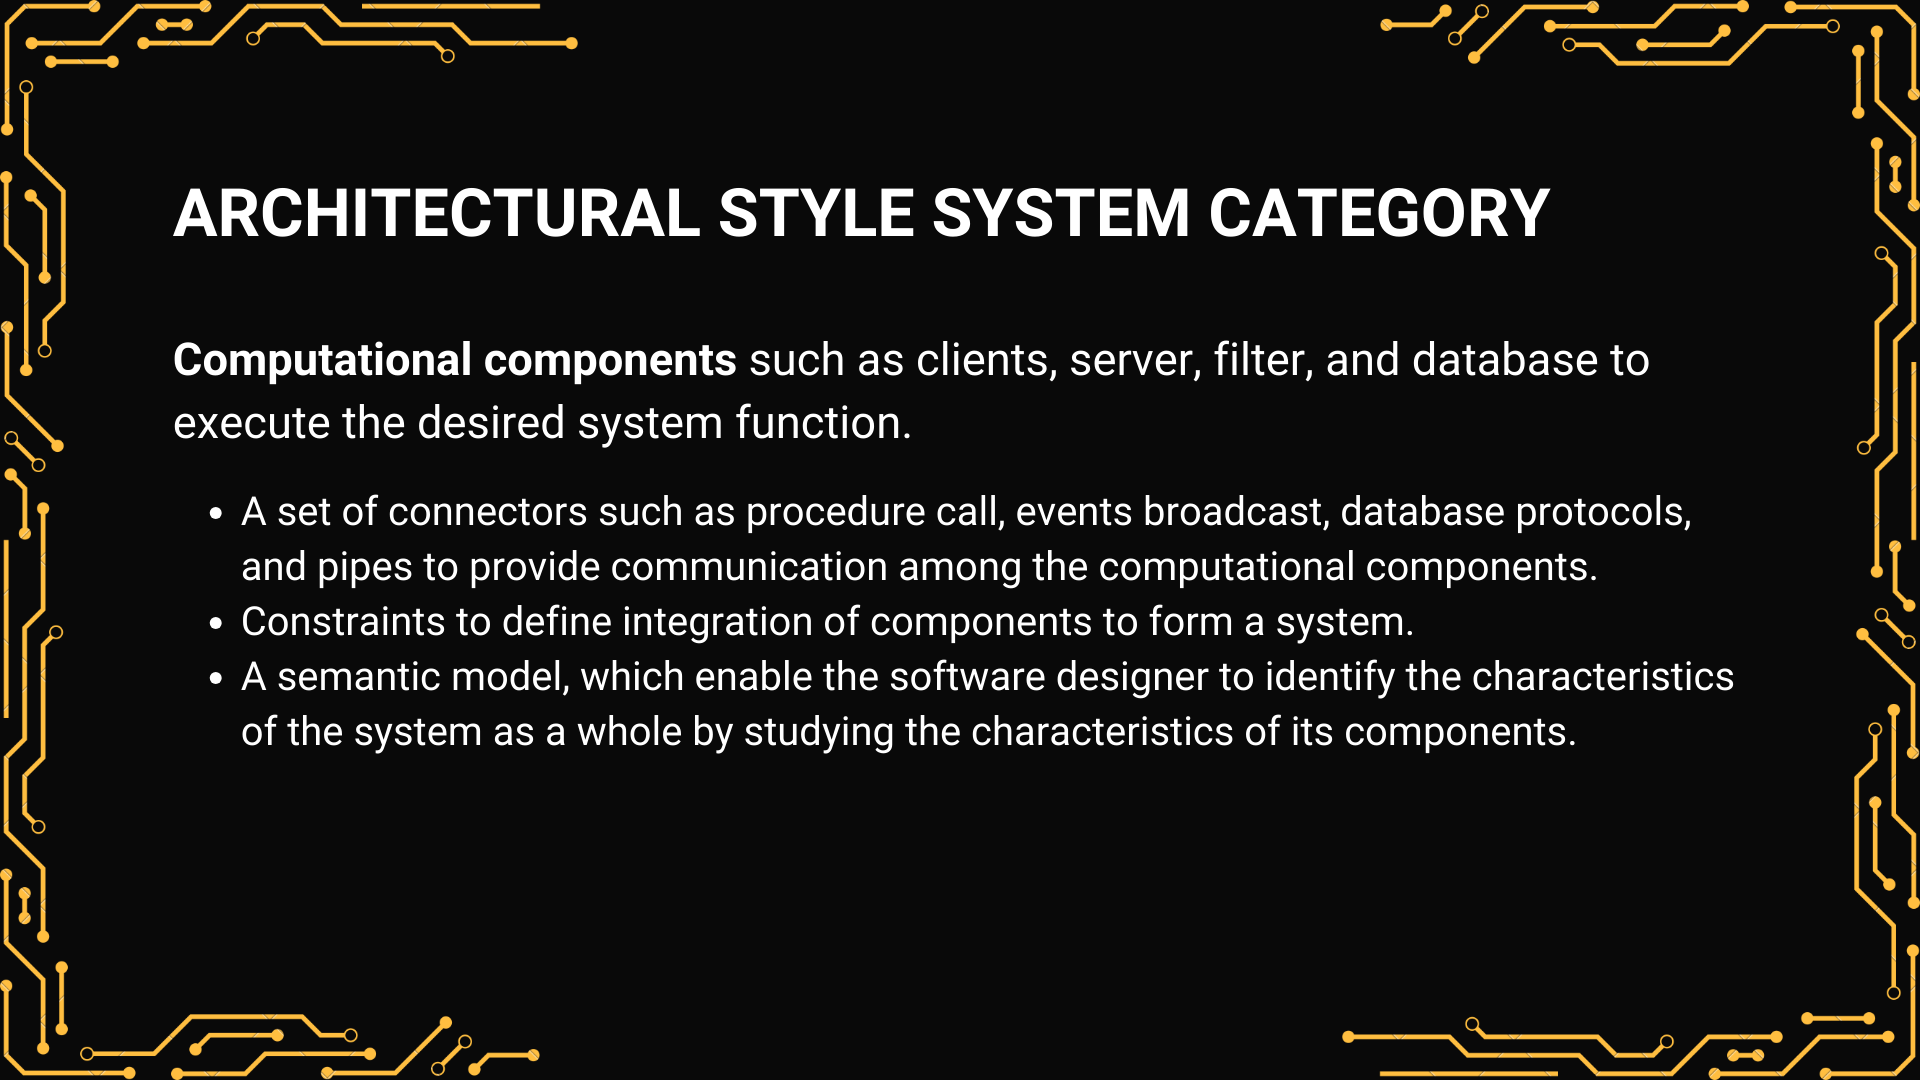 ARCHITECTURAL STYLE SYSTEM CATEGORY
Computational components such as clients, server, filter, and database to
execute the desired system function.
• A set of connectors such as procedure call, events broadcast, database protocols,
and pipes to provide communication among the computational components.
• Constraints to define integration of components to form a system.
• A semantic model, which enable the software designer to identify the characteristics
of the system as a whole by studying the characteristics of its components.